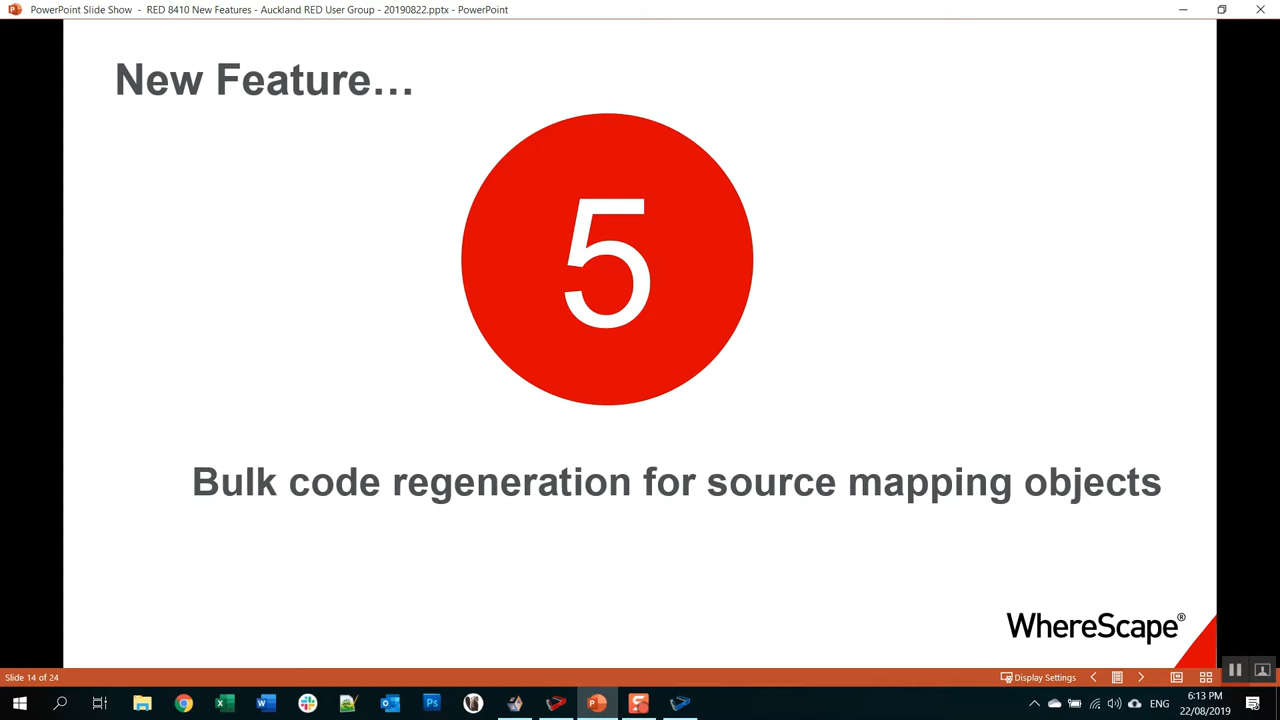 PowerPoint Slide Show - RED 8410 New Features - Auckland RED User Group - 20190822.pptx - PowerPoint
New Feature…
5
Bulk code regeneration for source mapping objects
WhereScape®
Slide 14 of 24
Display Settings
ENG
6:13 PM
22/08/2019